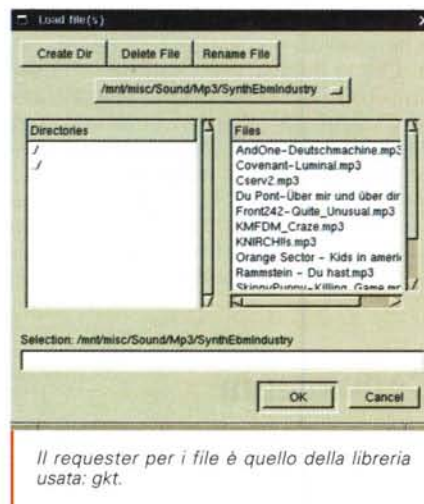 Load file(s)
Create Dir Delete File Rename File
/mnt/misc/Sound/Mp3/SynthEbmIndustry
Directories
./
../
Files
AndOne-Deutschmachine.mp3
Covenant-Luminal.mp3
Cserv2.mp3
Du Pont-Über mir und über dir
Front242-Quite_Unusual.mp3
KMFDM_Craze.mp3
KNIRCHIls.mp3
Orange Sector - Kids in ameri
Rammstein - Du hast.mp3
SkinnyPuppy-Killing_Game.mp
Selection: /mnt/misc/Sound/Mp3/SynthEbmIndustry
OK Cancel
Il requester per i file è quello della libreria
usata: gkt.